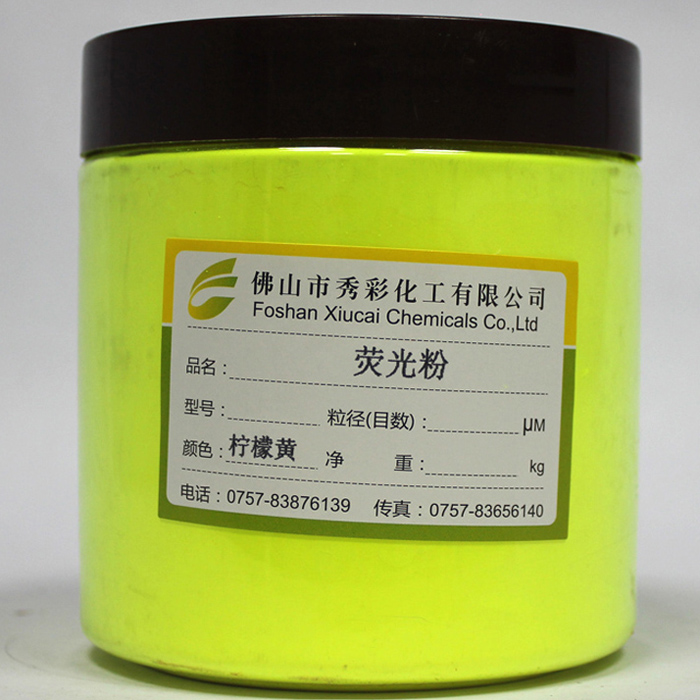 佛山市秀彩化工有限公司
Foshan Xiucai Chemicals Co.,Ltd
品名： 荧光粉
型号： 粒径(目数)： μM
颜色：柠檬黄 净 重： kg
电话：0757-83876139 传真：0757-83656140